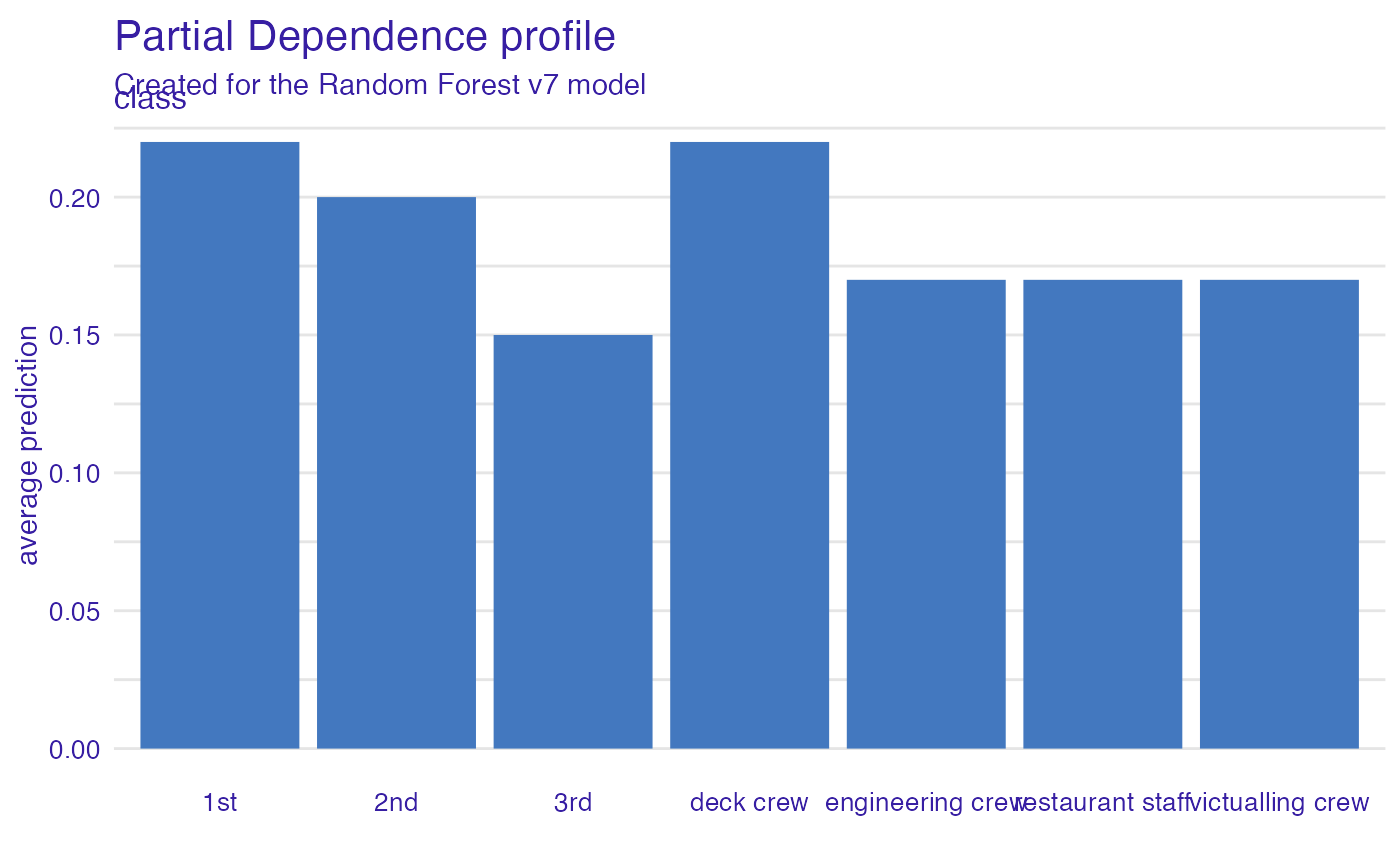 Partial Dependence profile
Created for the Random Forest v7 model
class
average prediction
0.20
0.15
0.10
0.05
0.00
1st 2nd 3rd deck crew engineering crew restaurant staff victualling crew